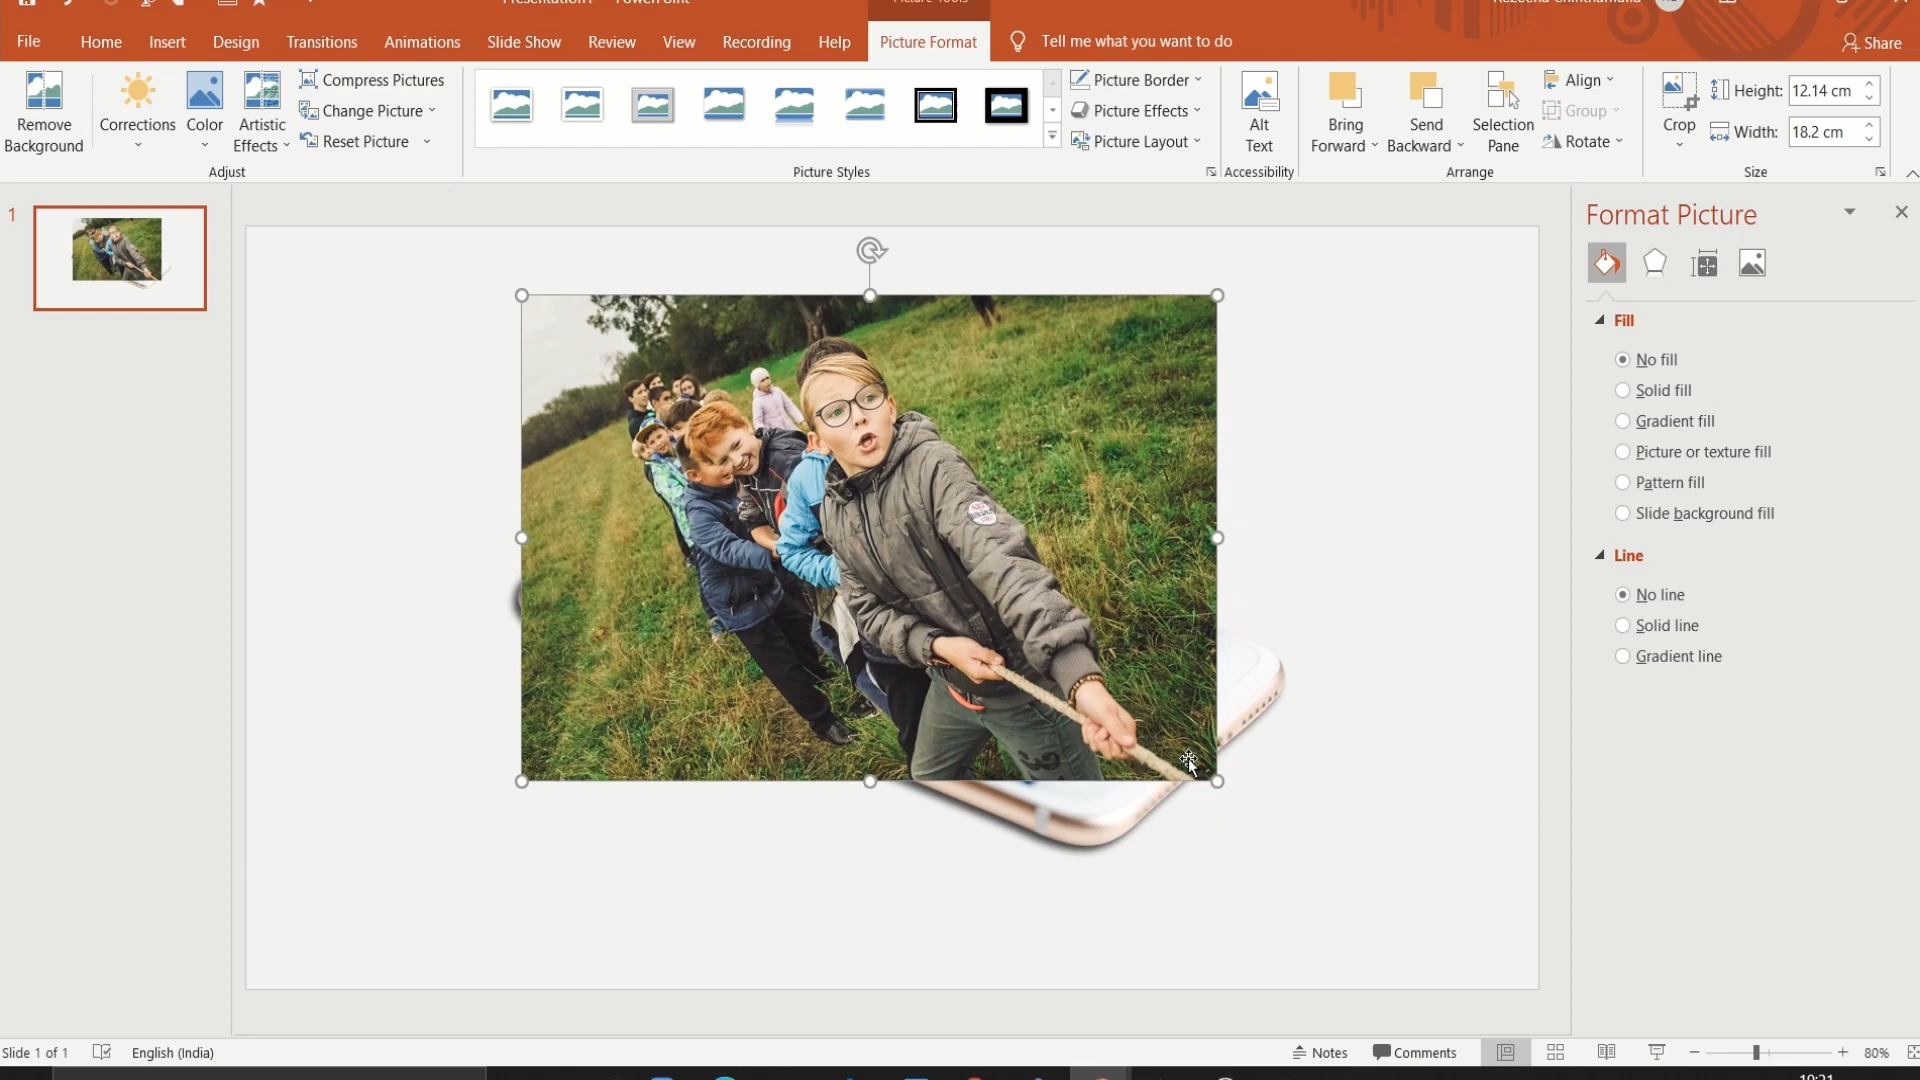 File
Home
Insert
Design
Transitions
Animations
Slide Show
Review
View
Recording
Help
Picture Format
Tell me what you want to do
Share
Remove
Background
Corrections
Color
Artistic
Effects
Compress Pictures
Change Picture
Reset Picture
Adjust
Picture Border
Picture Effects
Picture Layout
Picture Styles
Alt
Text
Accessibility
Bring
Forward
Send
Backward
Selection
Pane
Align
Group
Rotate
Arrange
Crop
Height: 12.14 cm
Width: 18.2 cm
Size
1
Format Picture
Fill
No fill
Solid fill
Gradient fill
Picture or texture fill
Pattern fill
Slide background fill
Line
No line
Solid line
Gradient line
Slide 1 of 1
English (India)
Notes
Comments
80%